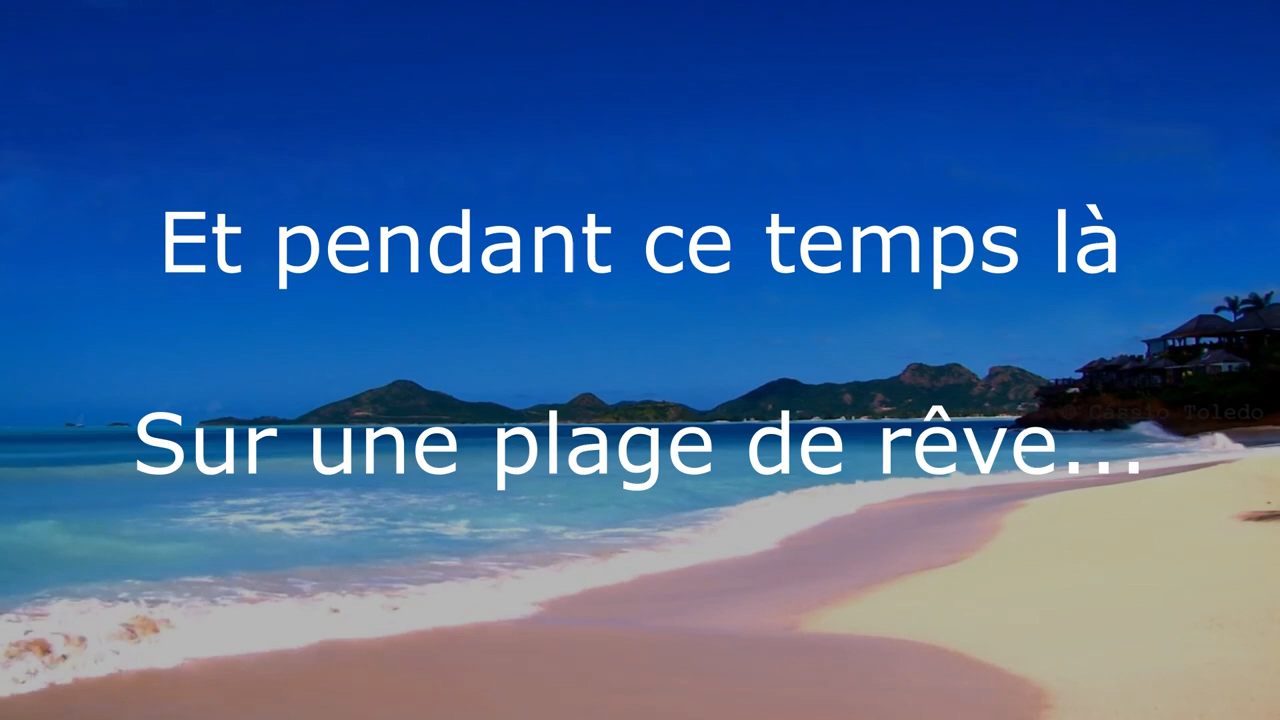 Et pendant ce temps là
© Cassio Toledo
Sur une plage de rêve...